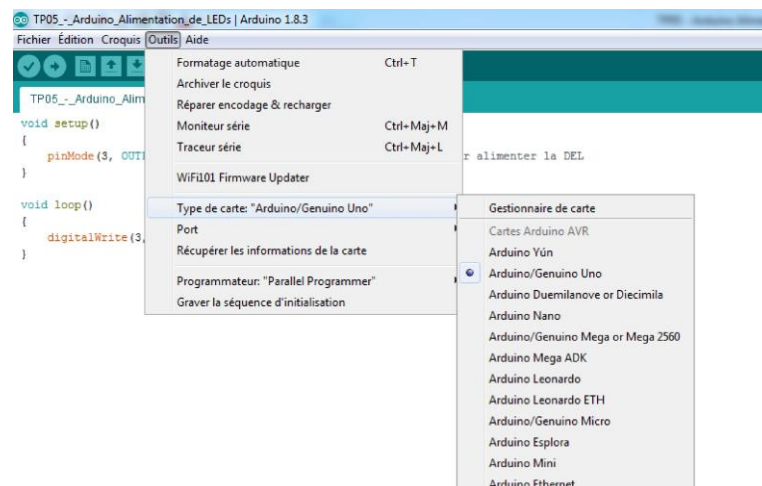 TP05_-_Arduino_Alimentation_de_LEDs | Arduino 1.8.3
Fichier Édition Croquis Outils Aide
TP05_-_Arduino_Alim
void setup()
{
pinMode(3, OUT
r alimenter la DEL
}
void loop()
{
digitalWrite(3,
}
Formatage automatique Ctrl+T
Archiver le croquis
Réparer encodage & recharger
Moniteur série Ctrl+Maj+M
Traceur série Ctrl+Maj+L
WiFi101 Firmware Updater
Type de carte: "Arduino/Genuino Uno"
Port
Récupérer les informations de la carte
Programmateur: "Parallel Programmer"
Graver la séquence d'initialisation
Gestionnaire de carte
Cartes Arduino AVR
Arduino Yún
Arduino/Genuino Uno
Arduino Duemilanove or Diecimila
Arduino Nano
Arduino/Genuino Mega or Mega 2560
Arduino Mega ADK
Arduino Leonardo
Arduino Leonardo ETH
Arduino/Genuino Micro
Arduino Esplora
Arduino Mini
Arduino Ethernet